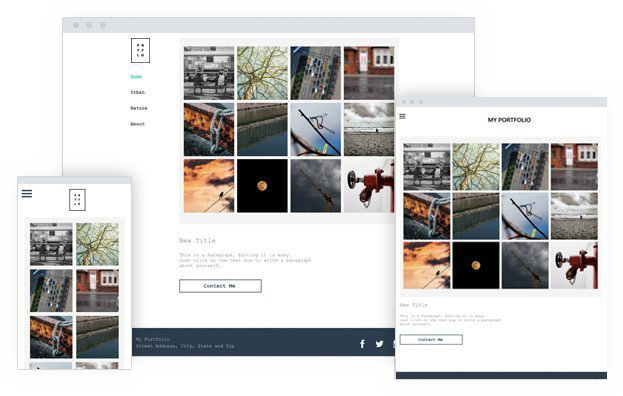 Home
Urban
Nature
About
New Title
This is a Paragraph. Editing it is easy.
Just click on the text box to write a paragraph
about yourself.
Contact Me
My Portfolio
Street Address, City, State and Zip
MY PORTFOLIO
New Title
This is a Paragraph. Editing it is easy.
Just click on the text box to write a paragraph
about yourself.
Contact Me